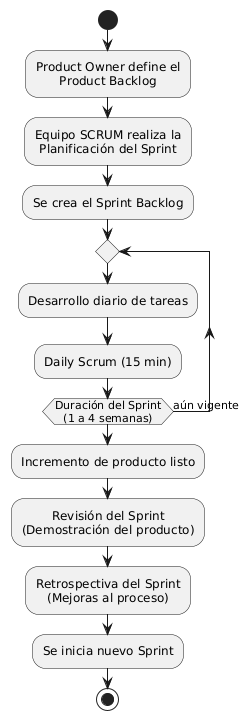 Product Owner define el
Product Backlog
Equipo SCRUM realiza la
Planificación del Sprint
Se crea el Sprint Backlog
Desarrollo diario de tareas
Daily Scrum (15 min)
Duración del Sprint
(1 a 4 semanas)
aún vigente
Incremento de producto listo
Revisión del Sprint
(Demostración del producto)
Retrospectiva del Sprint
(Mejoras al proceso)
Se inicia nuevo Sprint